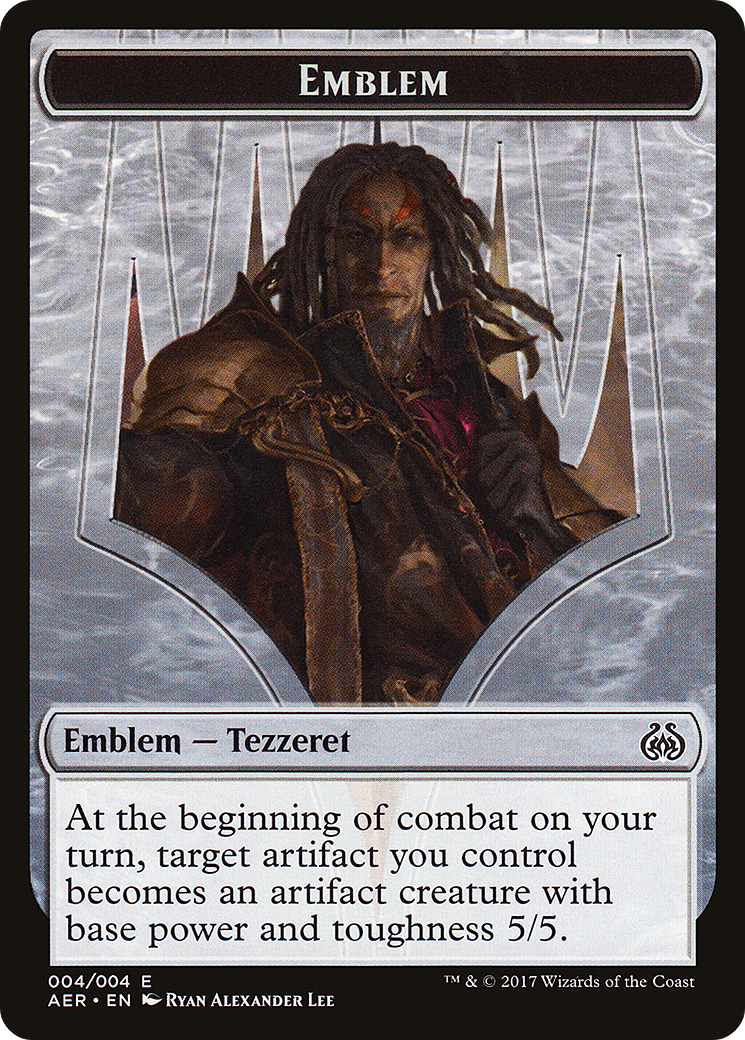 EMBLEM
Emblem — Tezzeret
At the beginning of combat on your
turn, target artifact you control
becomes an artifact creature with
base power and toughness 5/5.
004/004 E
™ & © 2017 Wizards of the Coast
AER • EN RYAN ALEXANDER LEE